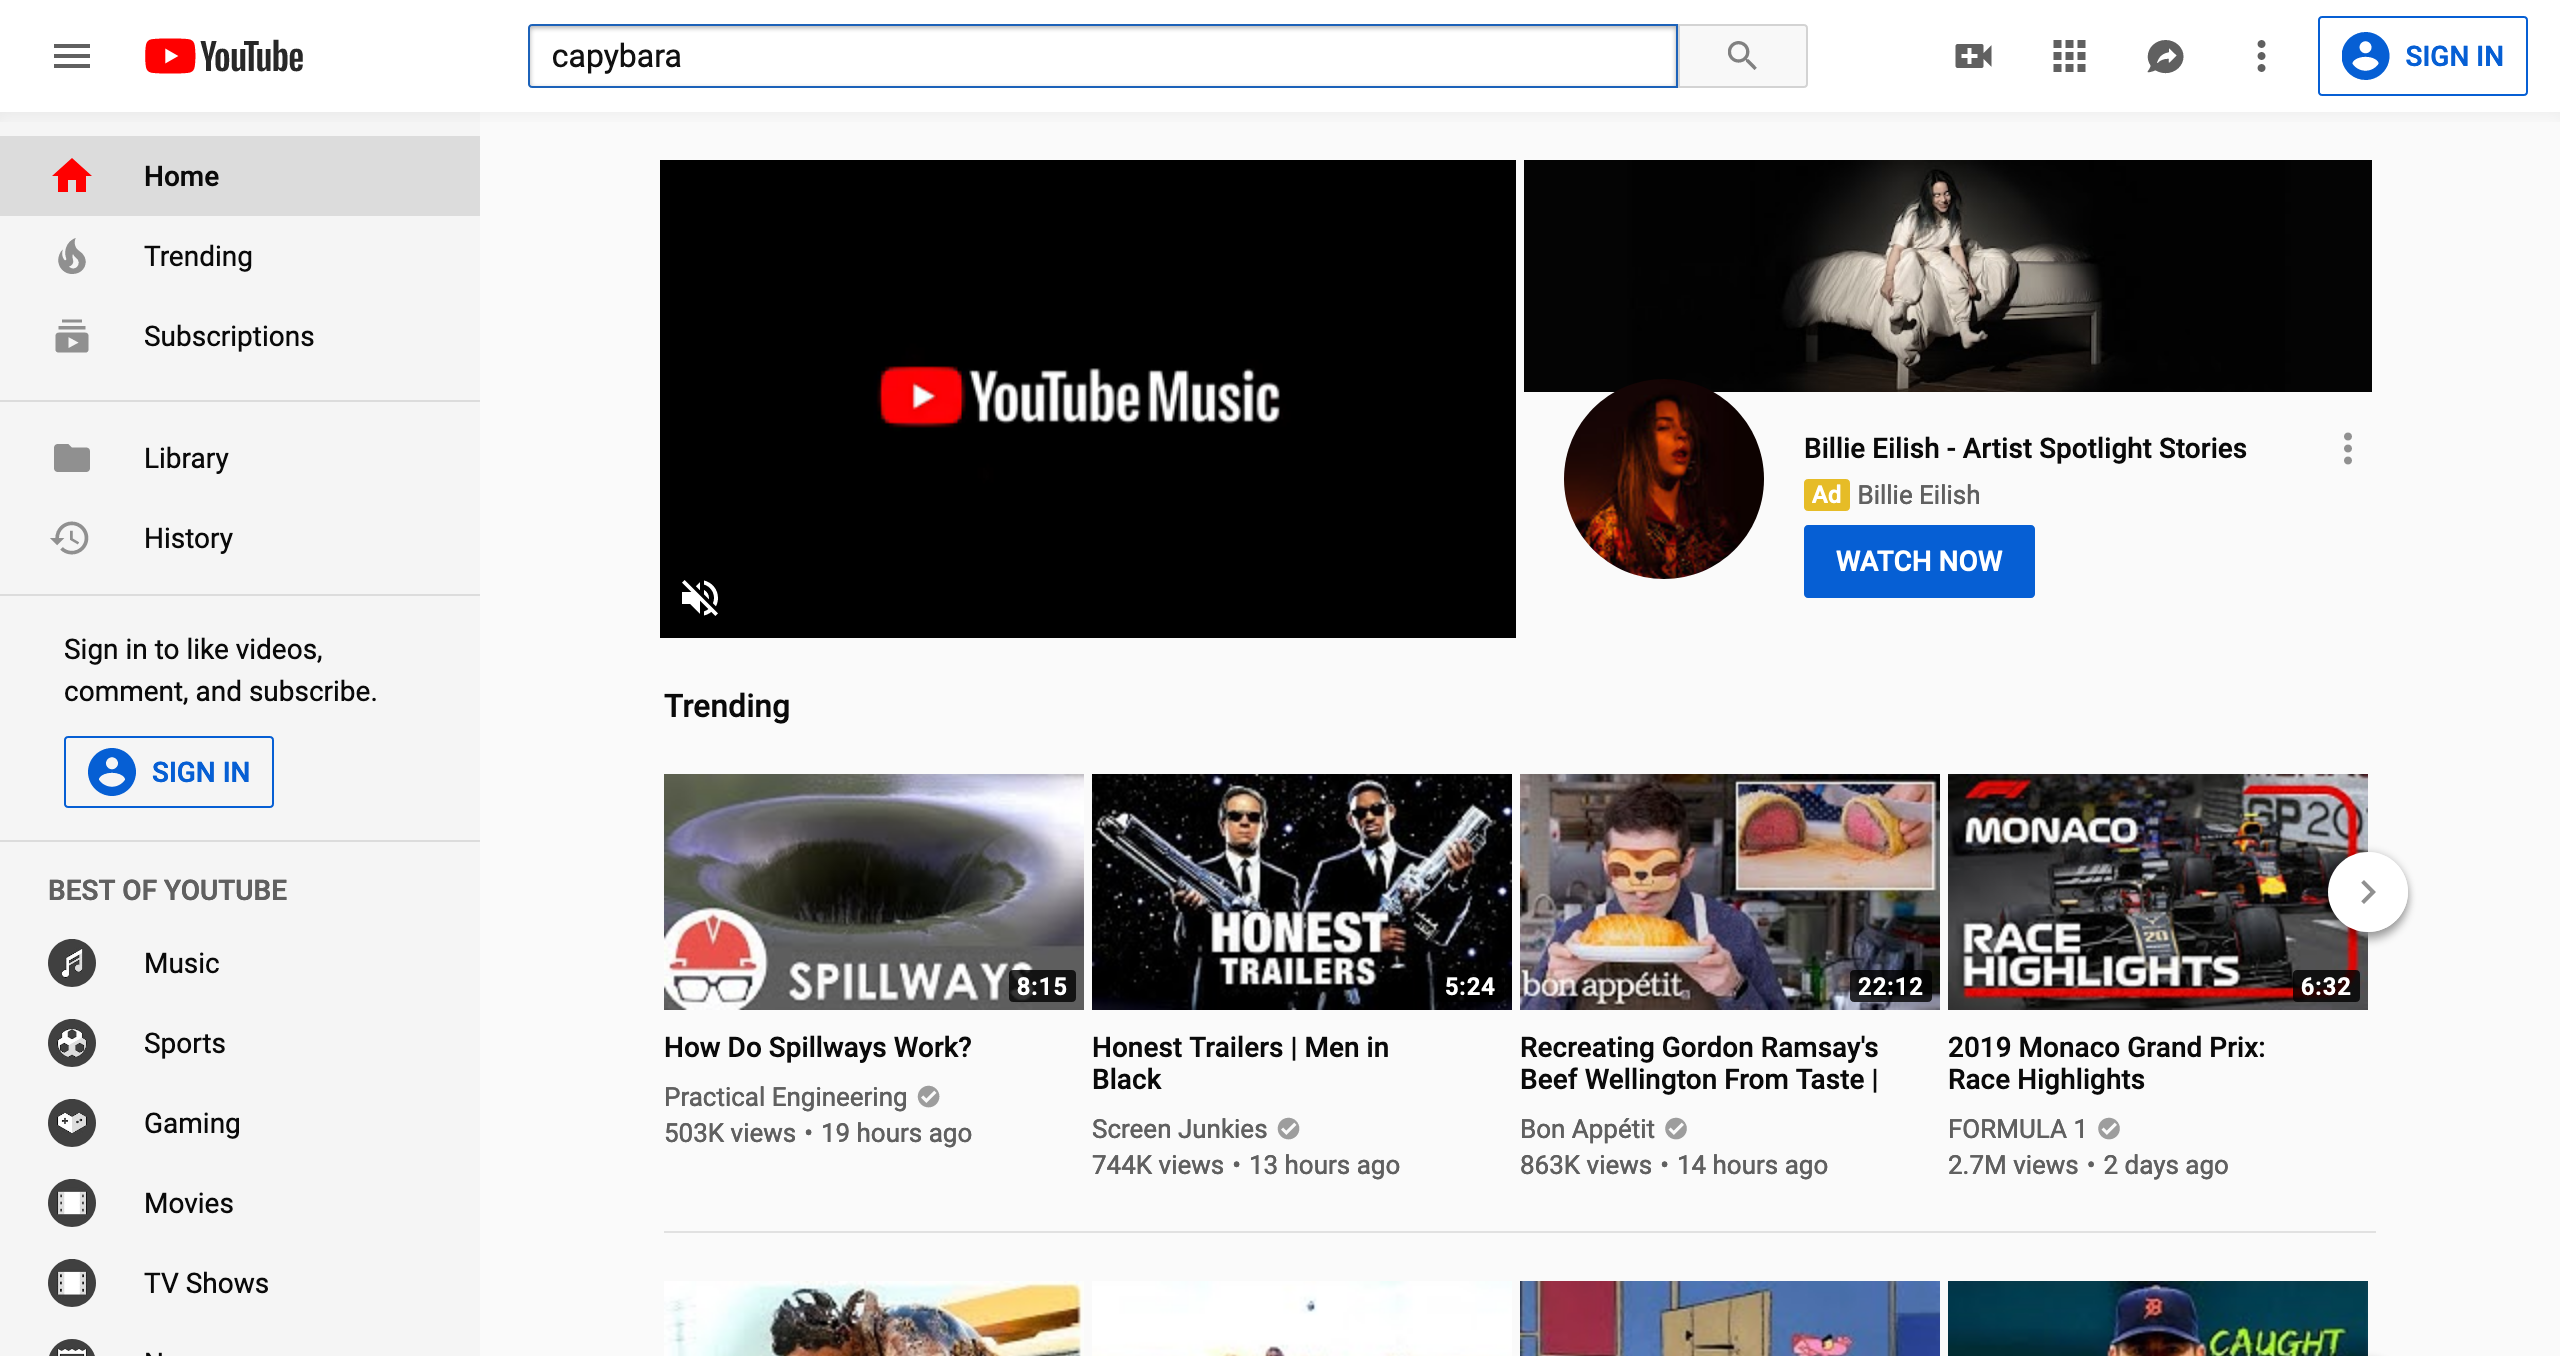 YouTube
capybara
SIGN IN
Home
Trending
Subscriptions
Library
History
Sign in to like videos,
comment, and subscribe.
SIGN IN
BEST OF YOUTUBE
Music
Sports
Gaming
Movies
TV Shows
YouTube Music
Billie Eilish - Artist Spotlight Stories
Ad Billie Eilish
WATCH NOW
Trending
SPILLWAYS
8:15
How Do Spillways Work?
Practical Engineering
503K views • 19 hours ago
HONEST
TRAILERS
5:24
Honest Trailers | Men in
Black
Screen Junkies
744K views • 13 hours ago
bon appétit
22:12
Recreating Gordon Ramsay's
Beef Wellington From Taste |
Bon Appétit
863K views • 14 hours ago
MONACO
GP 20
20
RACE
HIGHLIGHTS
6:32
2019 Monaco Grand Prix:
Race Highlights
FORMULA 1
2.7M views • 2 days ago
CAUGHT